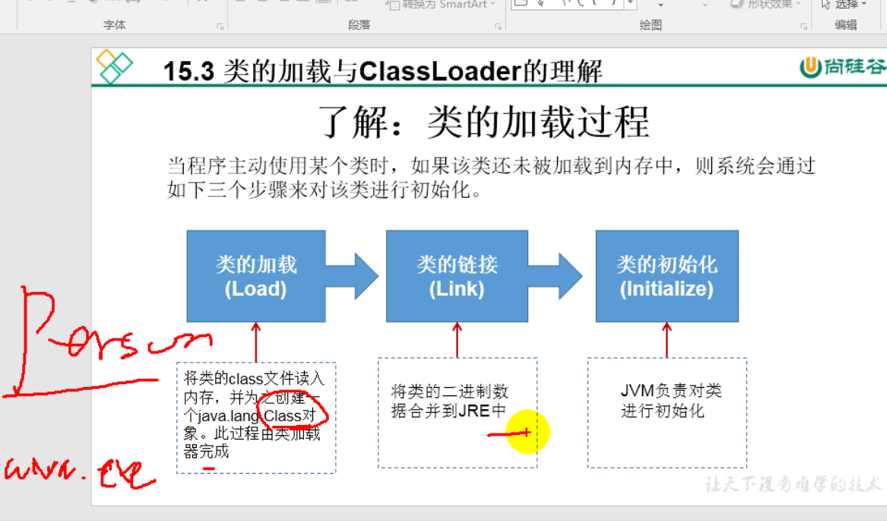 转换为 SmartArt
形状效果
选择
字体
段落
绘图
编辑
15.3 类的加载与ClassLoader的理解
尚硅谷
了解：类的加载过程
当程序主动使用某个类时，如果该类还未被加载到内存中，则系统会通过
如下三个步骤来对该类进行初始化。
类的加载
(Load)
类的链接
(Link)
类的初始化
(Initialize)
将类的class文件读入
内存，并为之创建一
个java.lang.Class对
象。此过程由类加载
器完成
将类的二进制数
据合并到JRE中
JVM负责对类
进行初始化
Person
让天下没有难学的技术